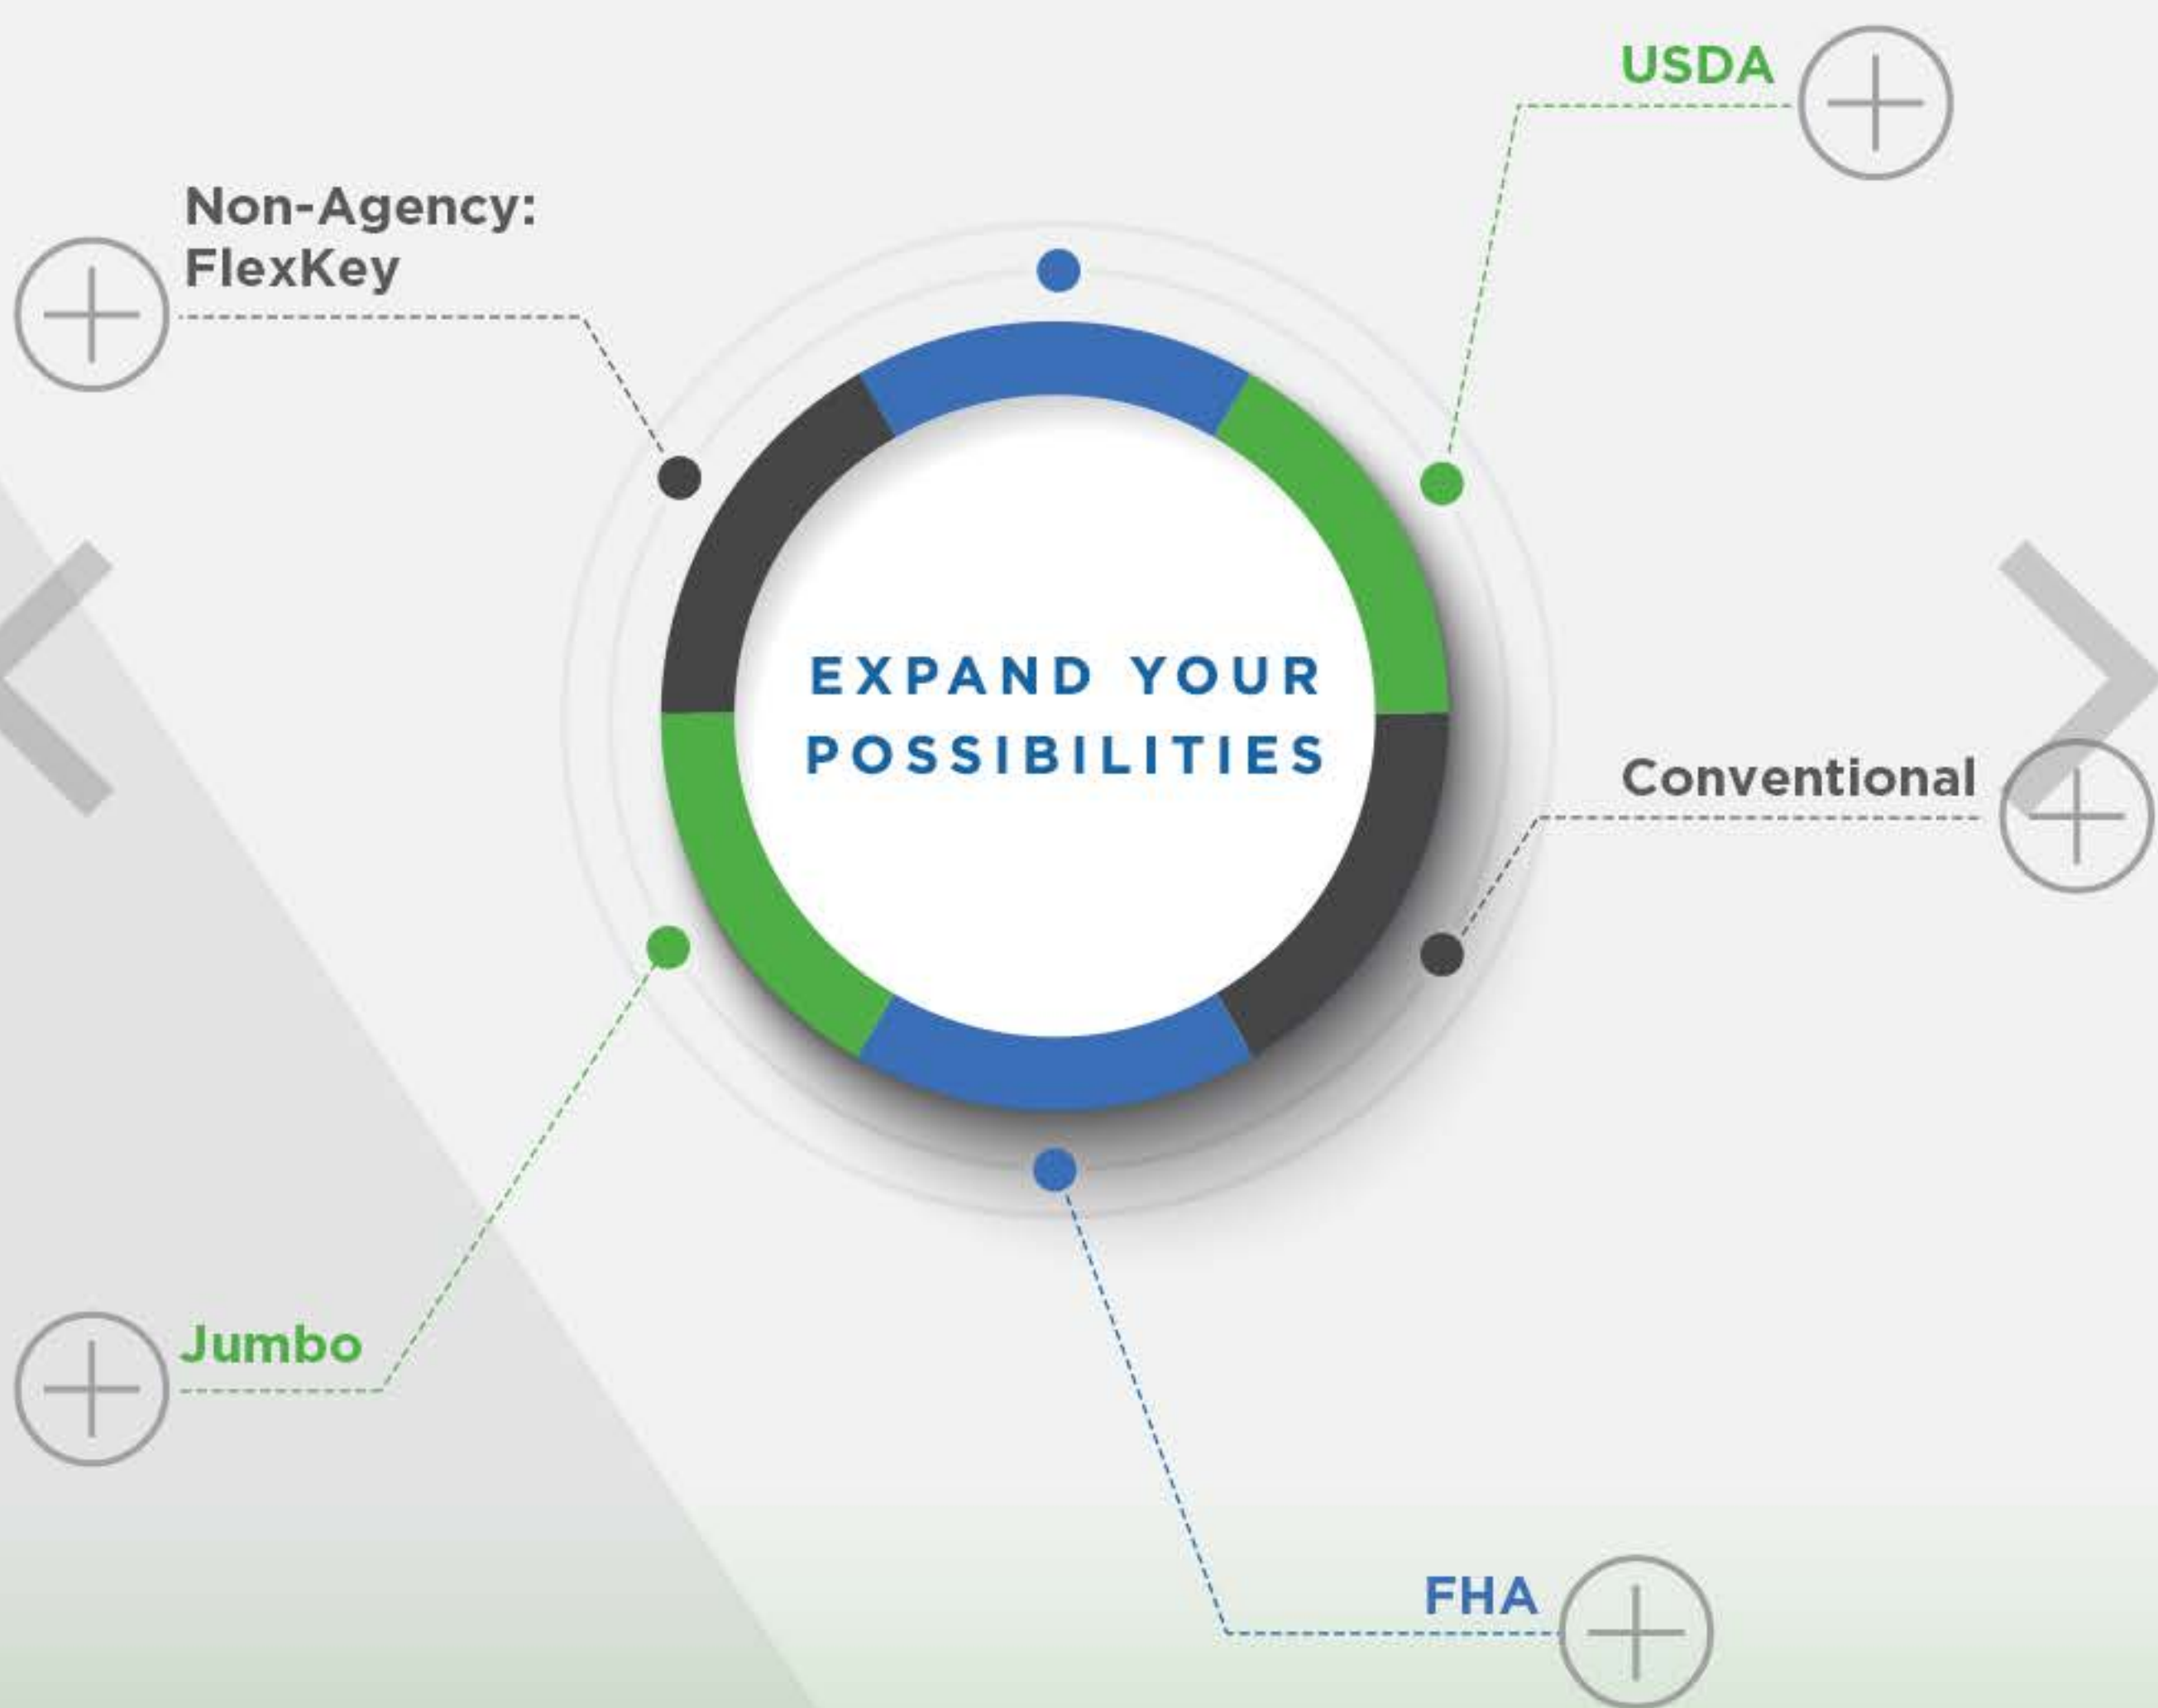 USDA
Non-Agency:
FlexKey
EXPAND YOUR
POSSIBILITIES
Conventional
Jumbo
FHA